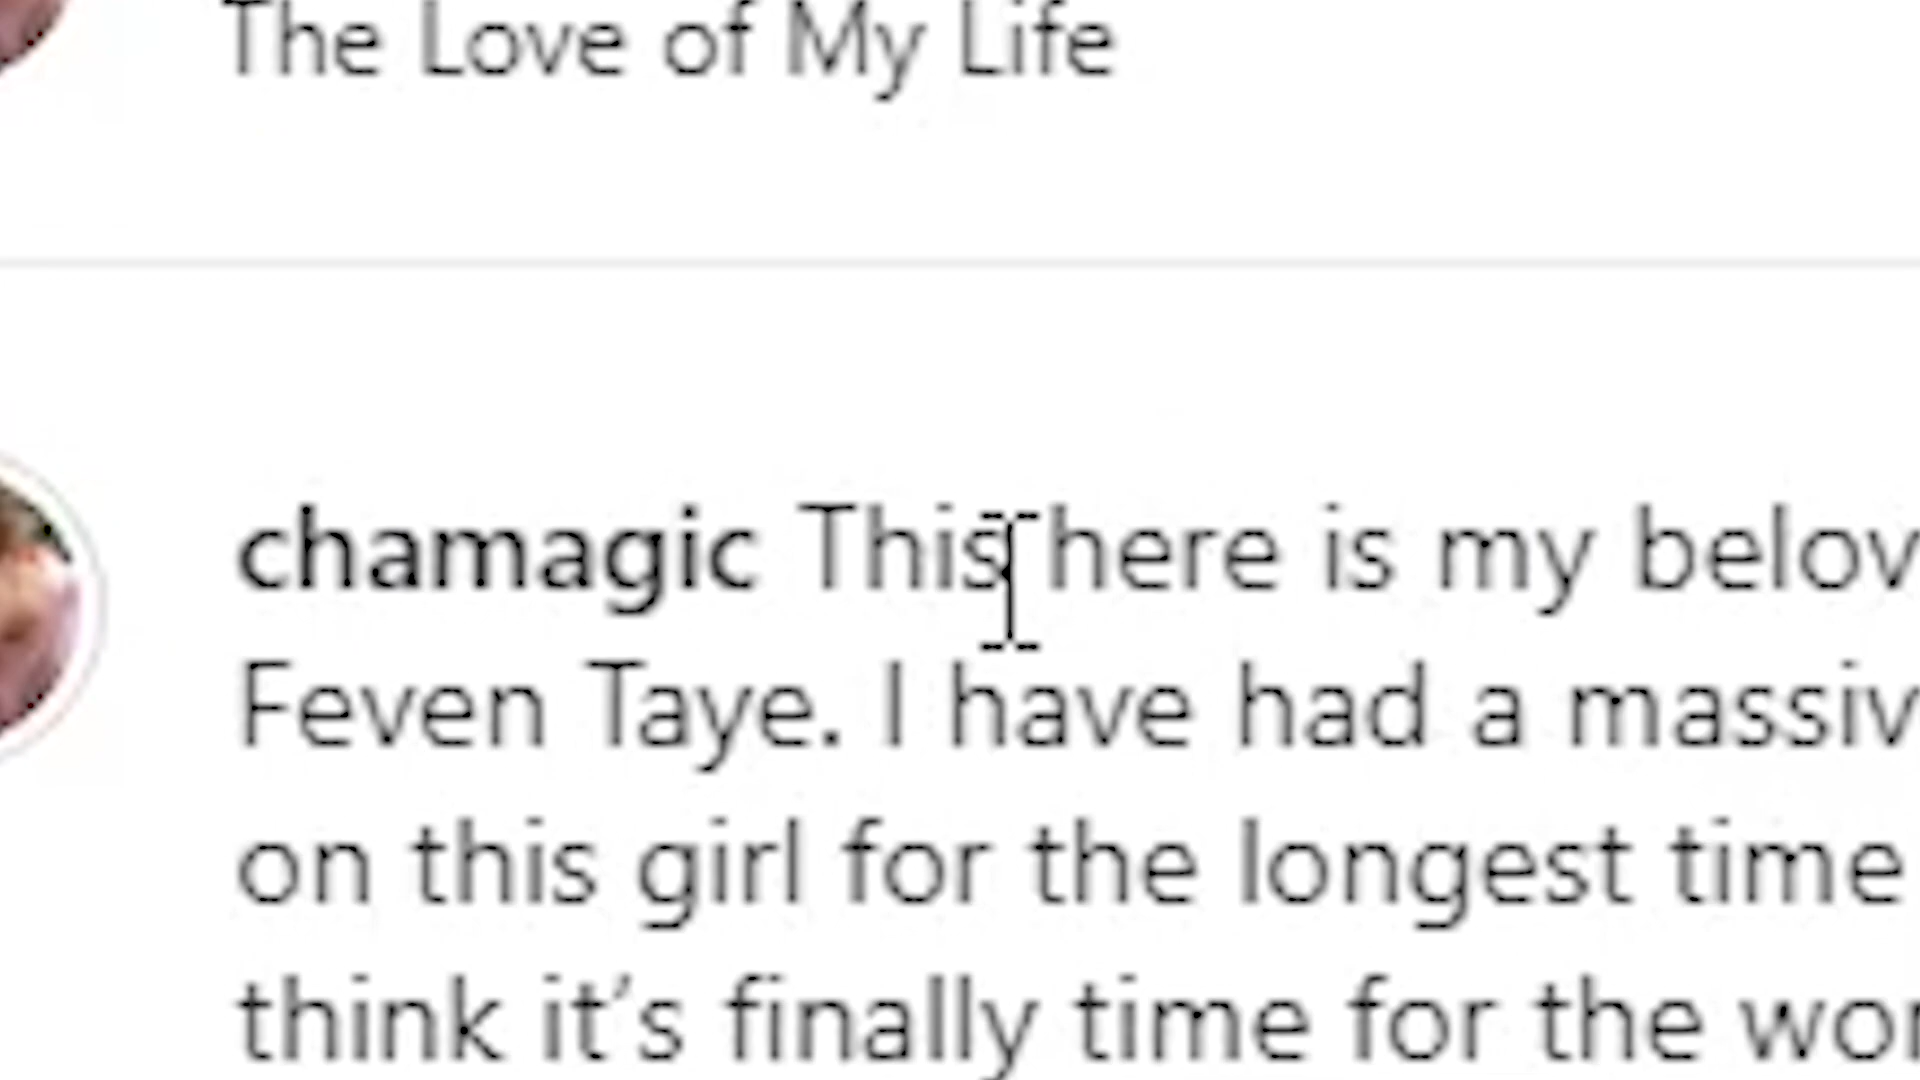 The Love of My Life
chamagic This here is my belov
Feven Taye. I have had a massiv
on this girl for the longest time
think it’s finally time for the wor